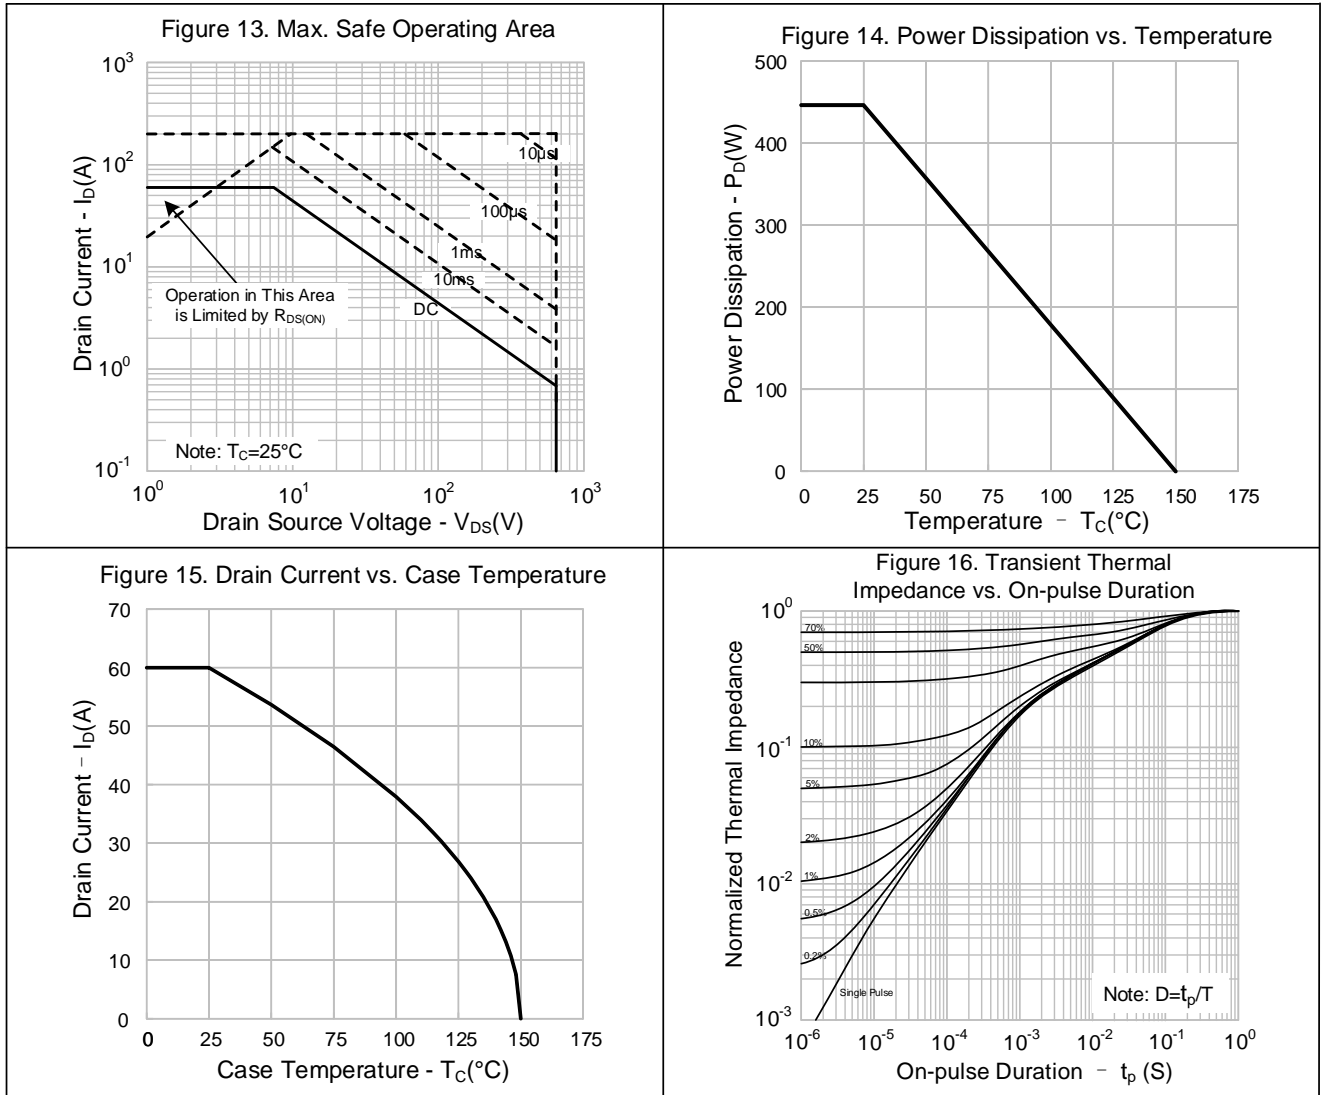 Figure 13. Max. Safe Operating Area
10³
10²
10¹
10⁰
10⁻¹
Drain Current - I_D(A)
10µs
100µs
1ms
10ms
DC
Operation in This Area
is Limited by R_DS(ON)
Note: T_C=25°C
10⁰ 10¹ 10² 10³
Drain Source Voltage - V_DS(V)
Figure 14. Power Dissipation vs. Temperature
500
400
300
200
100
0
Power Dissipation - P_D(W)
0 25 50 75 100 125 150 175
Temperature － T_C(°C)
Figure 15. Drain Current vs. Case Temperature
70
60
50
40
30
20
10
0
Drain Current － I_D(A)
0 25 50 75 100 125 150 175
Case Temperature - T_C(°C)
Figure 16. Transient Thermal
Impedance vs. On-pulse Duration
10⁰
10⁻¹
10⁻²
10⁻³
Normalized Thermal Impedance
70%
50%
10%
5%
2%
1%
0.5%
0.2%
Single Pulse
Note: D=t_p/T
10⁻⁶ 10⁻⁵ 10⁻⁴ 10⁻³ 10⁻² 10⁻¹ 10⁰
On-pulse Duration － t_p (S)